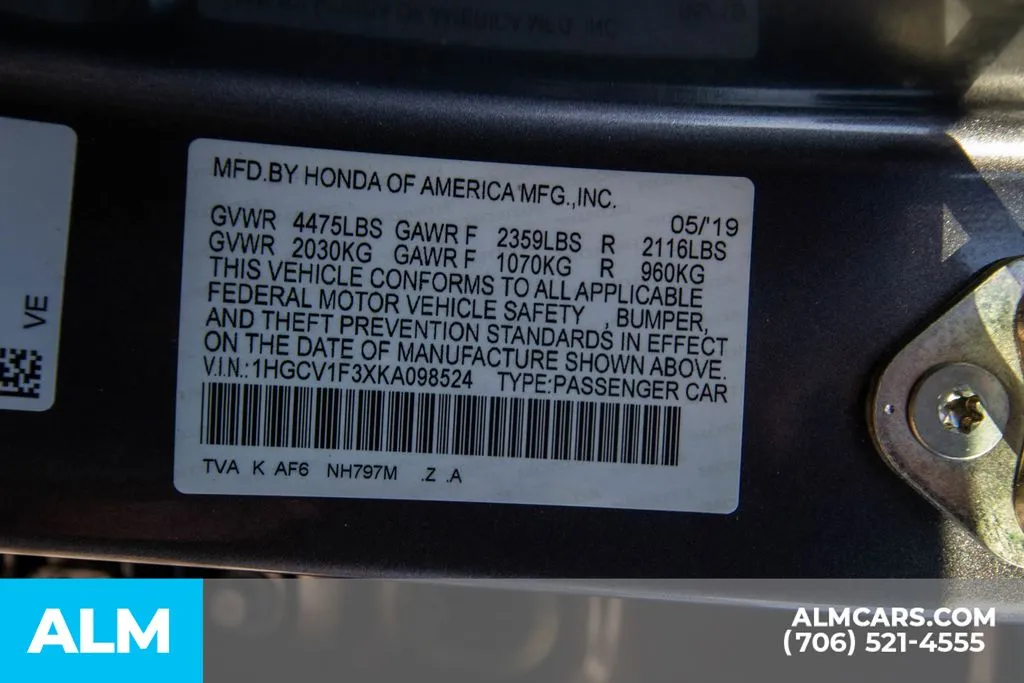 MFD.BY HONDA OF AMERICA MFG.,INC.
05/'19
GVWR 4475LBS GAWR F 2359LBS R 2116LBS
GVWR 2030KG GAWR F 1070KG R 960KG
THIS VEHICLE CONFORMS TO ALL APPLICABLE
FEDERAL MOTOR VEHICLE SAFETY , BUMPER,
AND THEFT PREVENTION STANDARDS IN EFFECT
ON THE DATE OF MANUFACTURE SHOWN ABOVE.
V.I.N.:1HGCV1F3XKA098524 TYPE:PASSENGER CAR
TVA K AF6 NH797M .Z .A
VE
ALM
ALMCARS.COM
(706) 521-4555